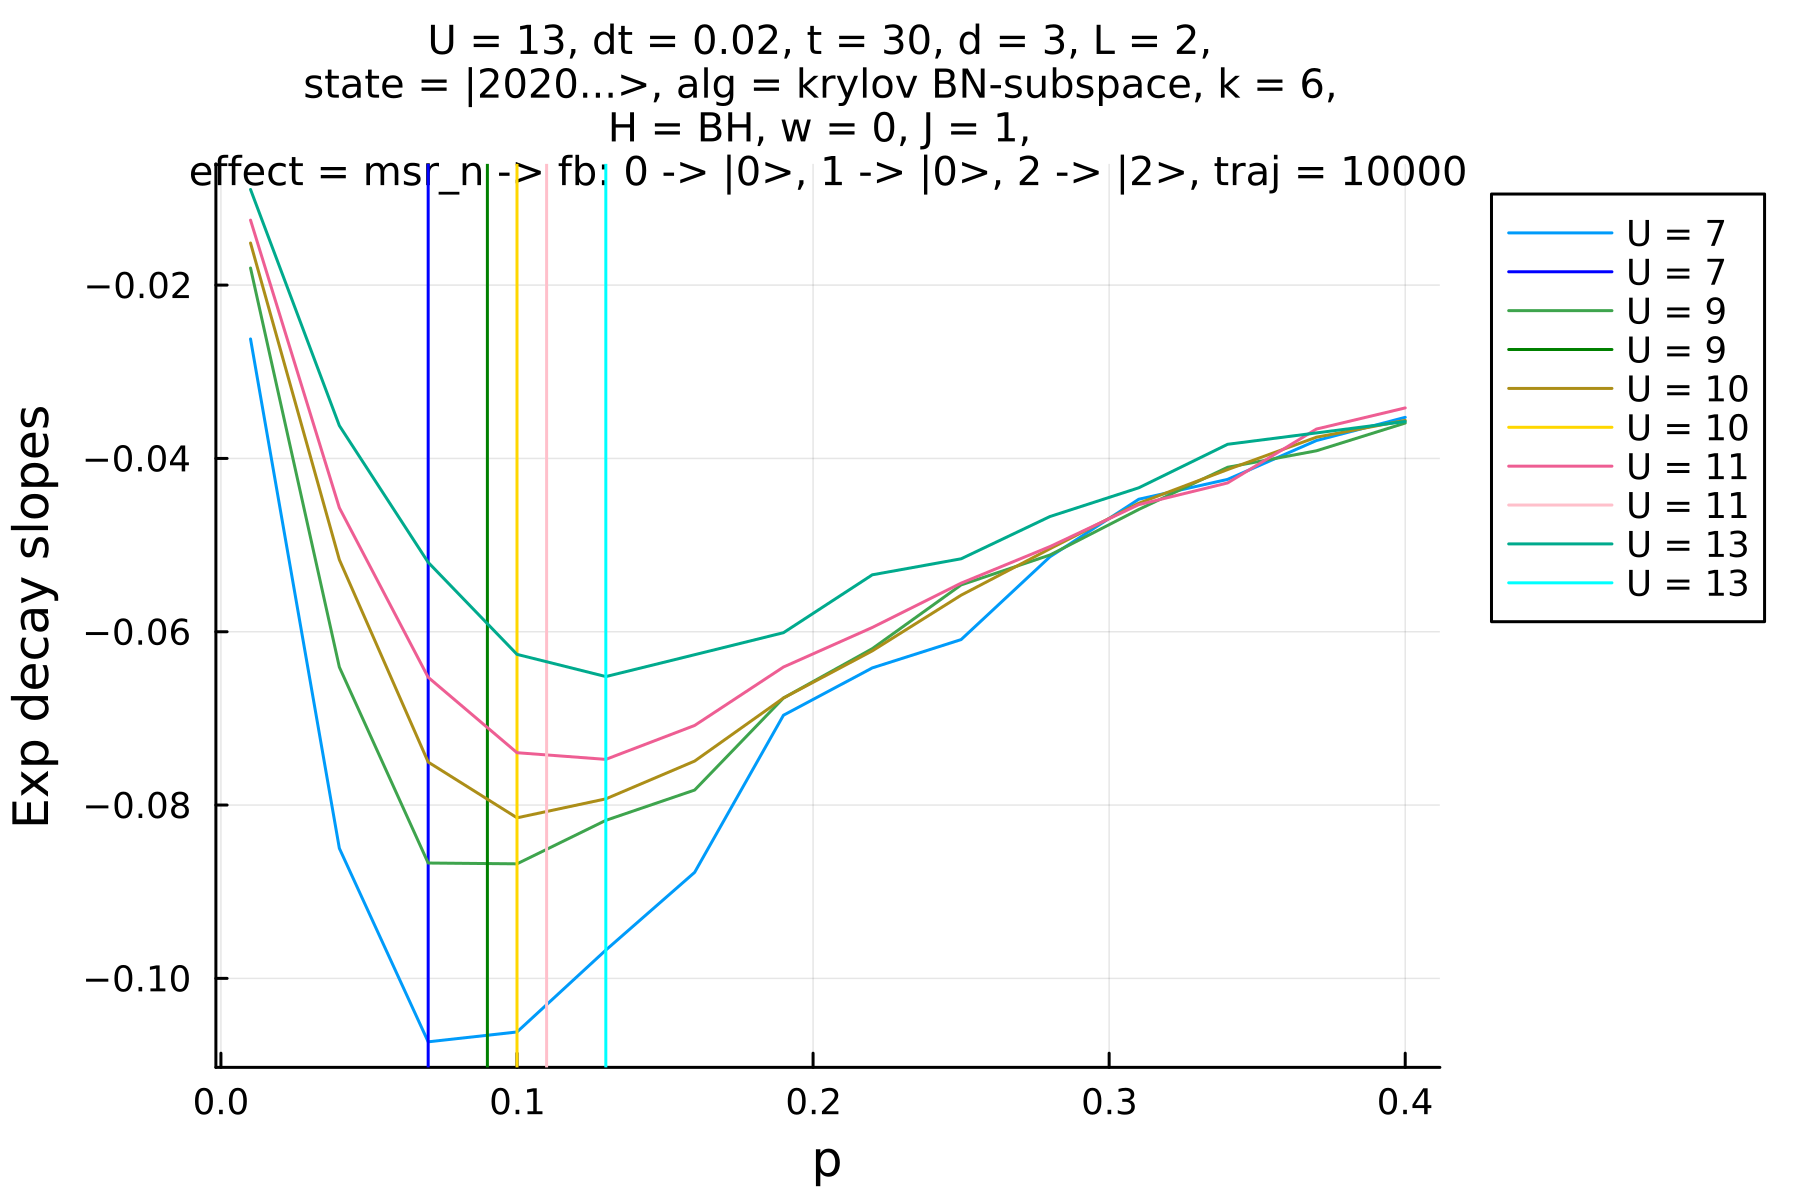 U = 13, dt = 0.02, t = 30, d = 3, L = 2,
state = |2020...>, alg = krylov BN-subspace, k = 6,
H = BH, w = 0, J = 1,
effect = msr_n -> fb: 0 -> |0>, 1 -> |0>, 2 -> |2>, traj = 10000
U = 7
U = 7
U = 9
U = 9
U = 10
U = 10
U = 11
U = 11
U = 13
U = 13
Exp decay slopes
−0.02
−0.04
−0.06
−0.08
−0.10
0.0 0.1 0.2 0.3 0.4
p